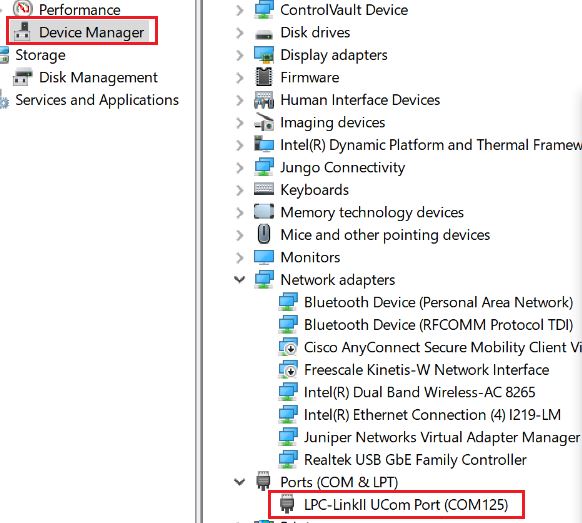 Performance
Device Manager
Storage
Disk Management
Services and Applications
ControlVault Device
Disk drives
Display adapters
Firmware
Human Interface Devices
Imaging devices
Intel(R) Dynamic Platform and Thermal Framew
Jungo Connectivity
Keyboards
Memory technology devices
Mice and other pointing devices
Monitors
Network adapters
Bluetooth Device (Personal Area Network)
Bluetooth Device (RFCOMM Protocol TDI)
Cisco AnyConnect Secure Mobility Client Vi
Freescale Kinetis-W Network Interface
Intel(R) Dual Band Wireless-AC 8265
Intel(R) Ethernet Connection (4) I219-LM
Juniper Networks Virtual Adapter Manager
Realtek USB GbE Family Controller
Ports (COM & LPT)
LPC-LinkII UCom Port (COM125)